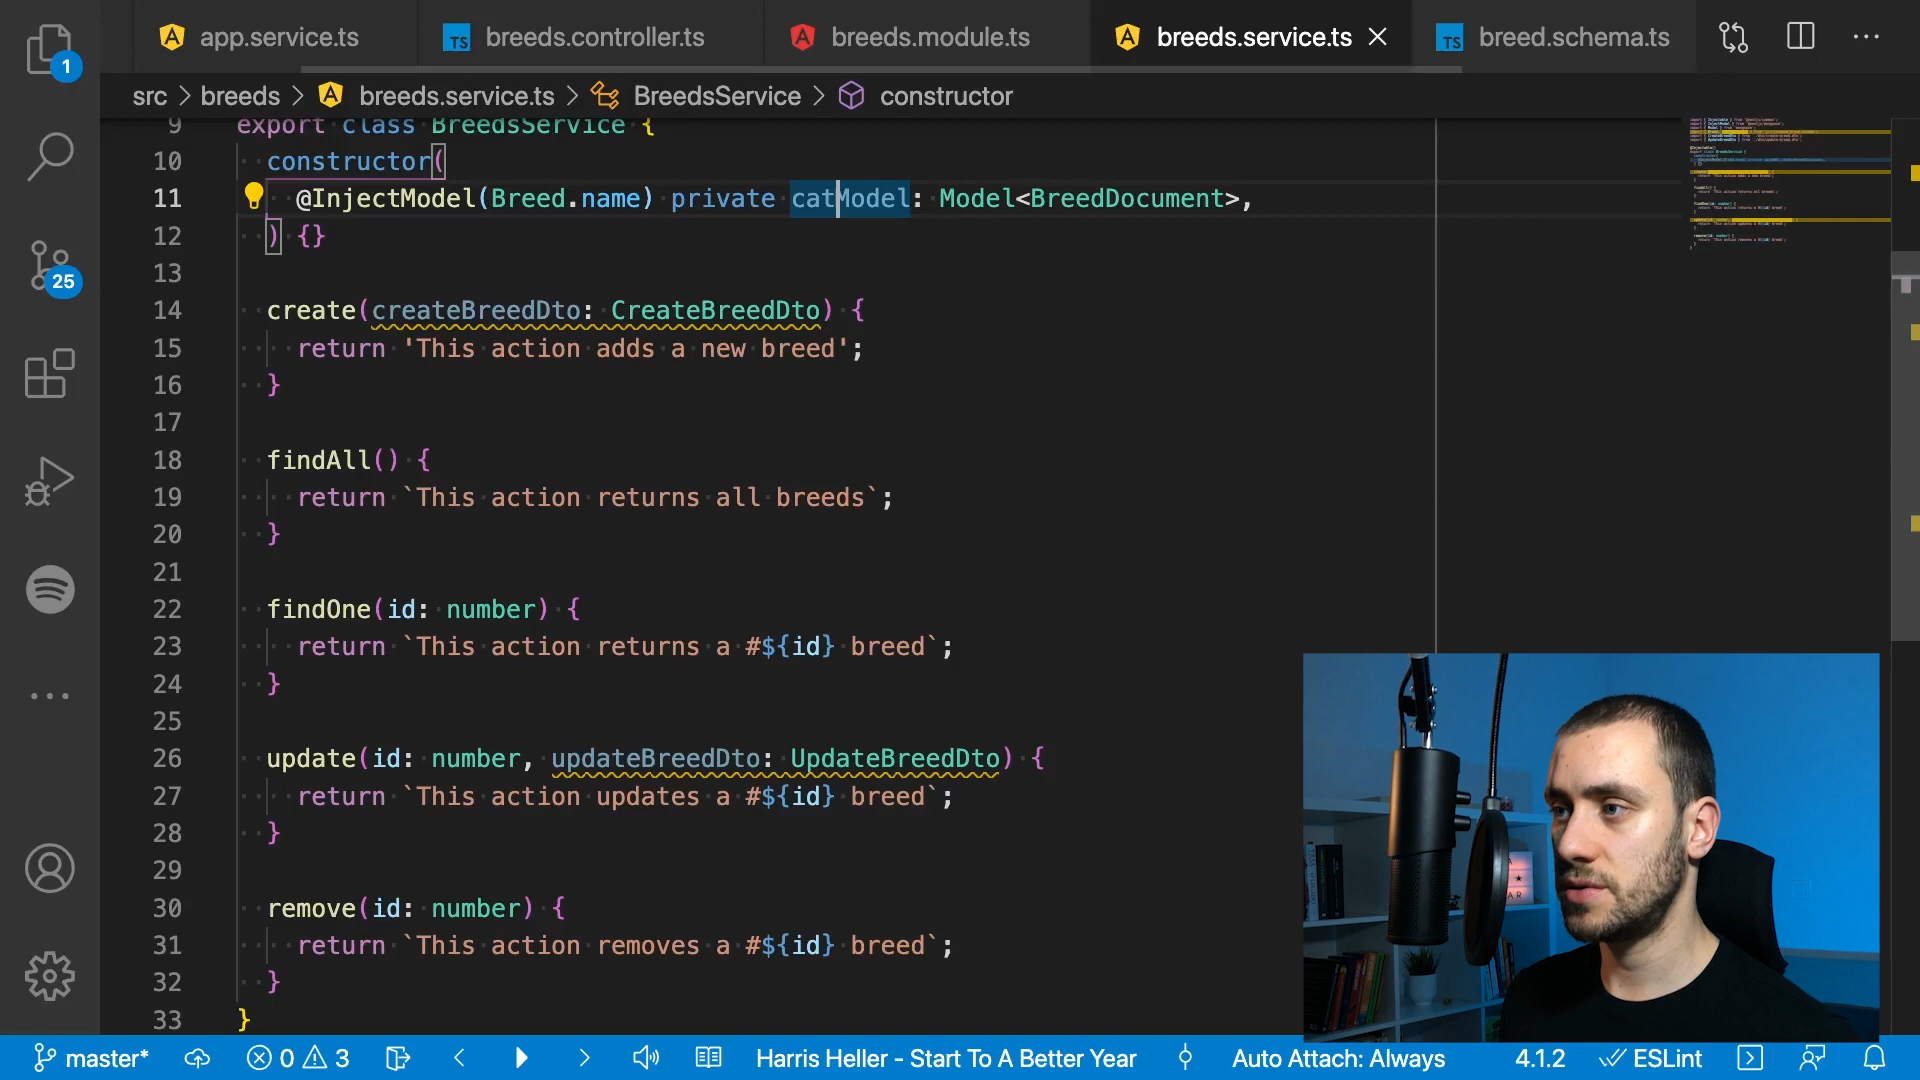 1
app.service.ts
TS breeds.controller.ts
breeds.module.ts
breeds.service.ts
TS breed.schema.ts
src > breeds > breeds.service.ts > BreedsService > constructor
9 export class BreedsService {
10 constructor(
11 @InjectModel(Breed.name) private catModel: Model<BreedDocument>,
12 ) {}
13
14 create(createBreedDto: CreateBreedDto) {
15 return 'This action adds a new breed';
16 }
17
18 findAll() {
19 return `This action returns all breeds`;
20 }
21
22 findOne(id: number) {
23 return `This action returns a #${id} breed`;
24 }
25
26 update(id: number, updateBreedDto: UpdateBreedDto) {
27 return `This action updates a #${id} breed`;
28 }
29
30 remove(id: number) {
31 return `This action removes a #${id} breed`;
32 }
33 }
25
master* 0 3 Harris Heller - Start To A Better Year Auto Attach: Always 4.1.2 ESLint